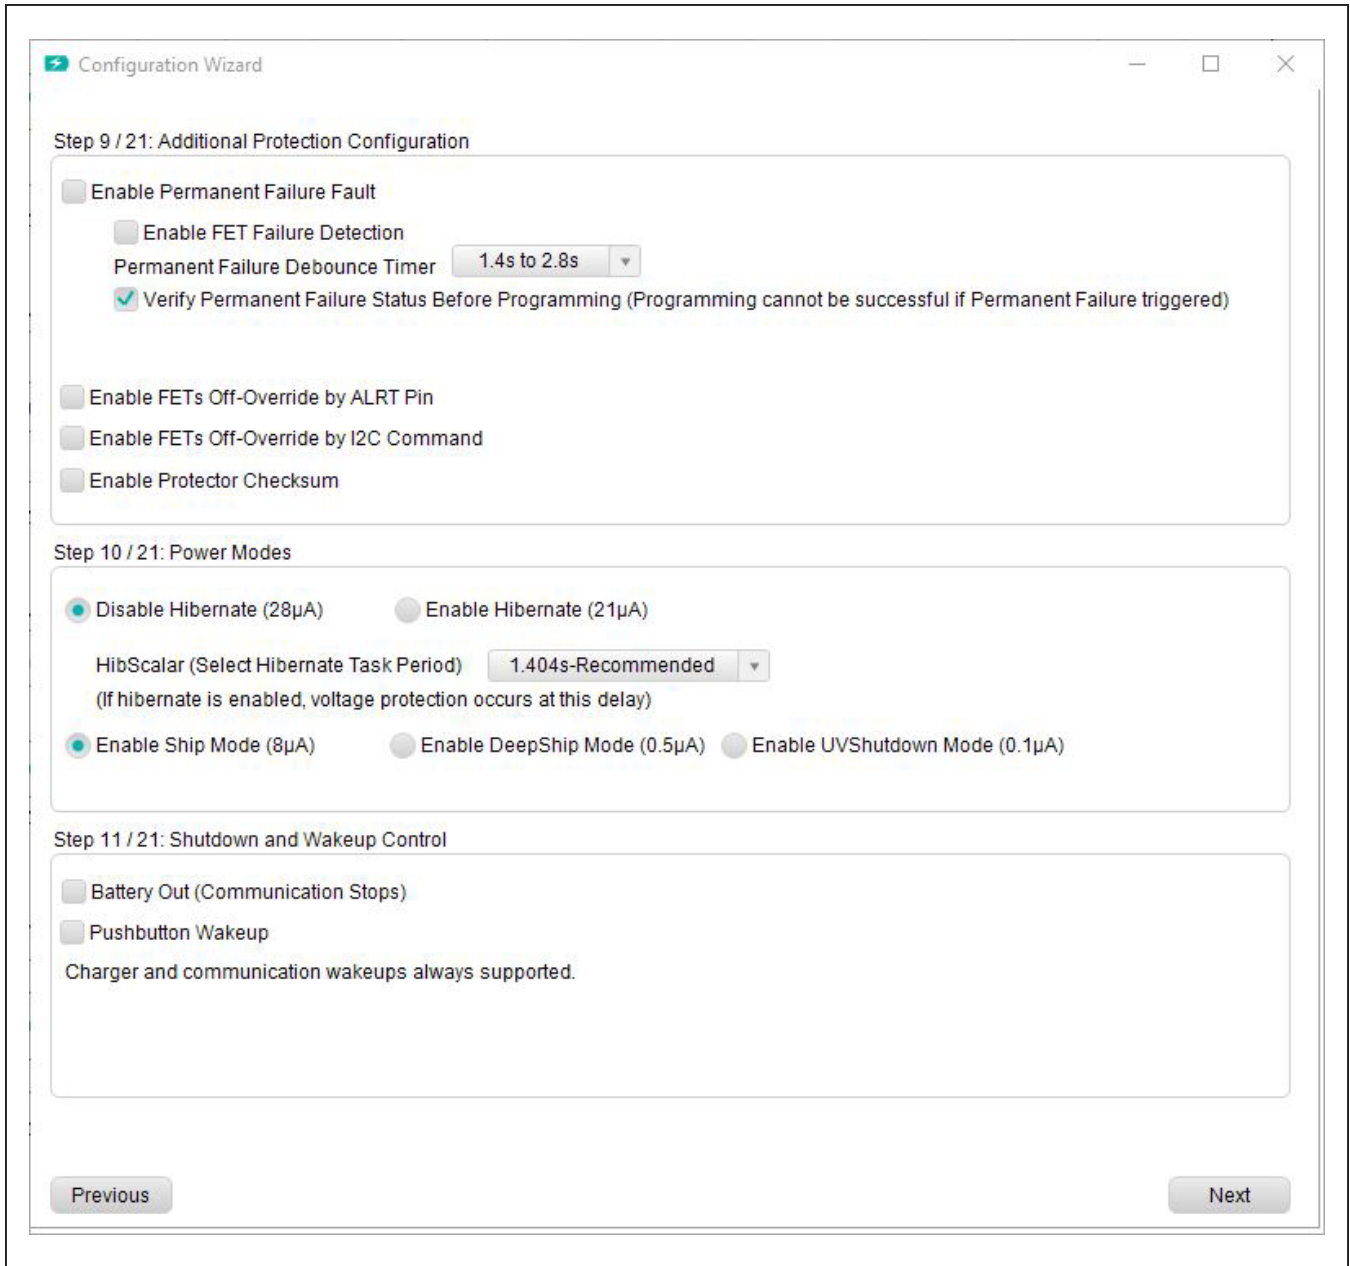 Configuration Wizard
Step 9 / 21: Additional Protection Configuration
Enable Permanent Failure Fault
Enable FET Failure Detection
Permanent Failure Debounce Timer 1.4s to 2.8s
Verify Permanent Failure Status Before Programming (Programming cannot be successful if Permanent Failure triggered)
Enable FETs Off-Override by ALRT Pin
Enable FETs Off-Override by I2C Command
Enable Protector Checksum
Step 10 / 21: Power Modes
Disable Hibernate (28μA) Enable Hibernate (21μA)
HibScalar (Select Hibernate Task Period) 1.404s-Recommended
(If hibernate is enabled, voltage protection occurs at this delay)
Enable Ship Mode (8μA) Enable DeepShip Mode (0.5μA) Enable UVShutdown Mode (0.1μA)
Step 11 / 21: Shutdown and Wakeup Control
Battery Out (Communication Stops)
Pushbutton Wakeup
Charger and communication wakeups always supported.
Previous Next